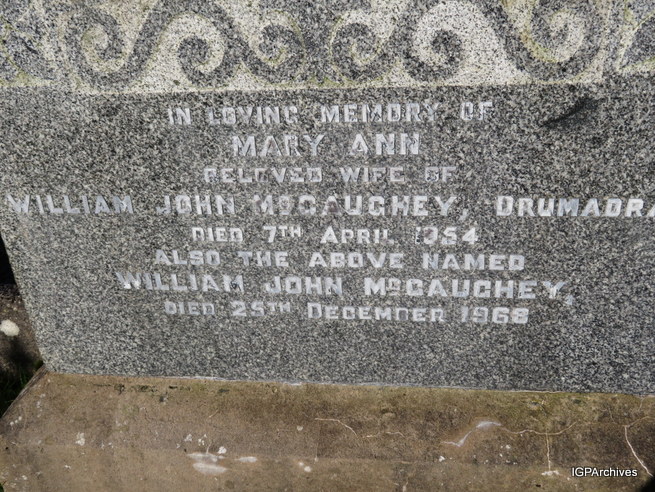 IN LOVING MEMORY OF
MARY ANN
BELOVED WIFE OF
WILLIAM JOHN McCAUGHEY, DRUMADRA
DIED 7TH APRIL 1954
ALSO THE ABOVE NAMED
WILLIAM JOHN McCAUGHEY,
DIED 25TH DECEMBER 1968
IGPArchives